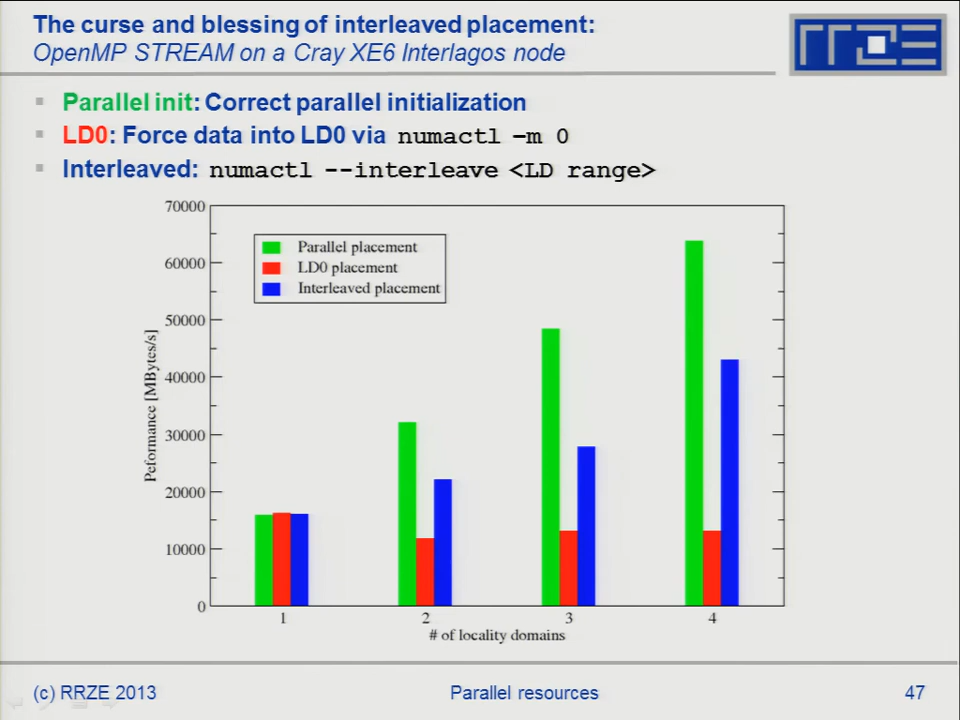 The curse and blessing of interleaved placement:
OpenMP STREAM on a Cray XE6 Interlagos node
RRZE
Parallel init: Correct parallel initialization
LD0: Force data into LD0 via numactl –m 0
Interleaved: numactl --interleave <LD range>
70000
60000
50000
40000
30000
20000
10000
0
Peformance [MBytes/s]
Parallel placement
LD0 placement
Interleaved placement
1 2 3 4
# of locality domains
(c) RRZE 2013 Parallel resources 47